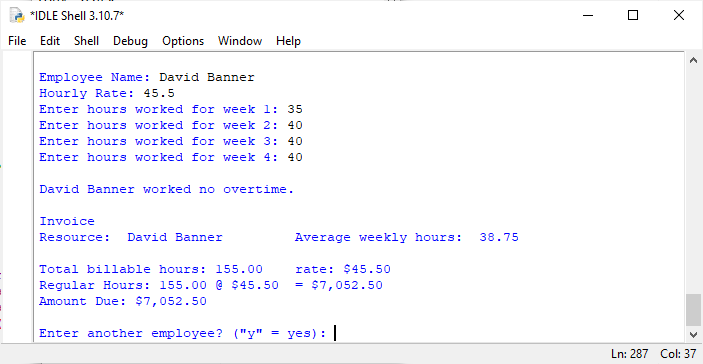 *IDLE Shell 3.10.7*
File Edit Shell Debug Options Window Help
Employee Name: David Banner
Hourly Rate: 45.5
Enter hours worked for week 1: 35
Enter hours worked for week 2: 40
Enter hours worked for week 3: 40
Enter hours worked for week 4: 40
David Banner worked no overtime.
Invoice
Resource:  David Banner         Average weekly hours:  38.75
Total billable hours: 155.00    rate: $45.50
Regular Hours: 155.00 @ $45.50  = $7,052.50
Amount Due: $7,052.50
Enter another employee? ("y" = yes):
Ln: 287 Col: 37